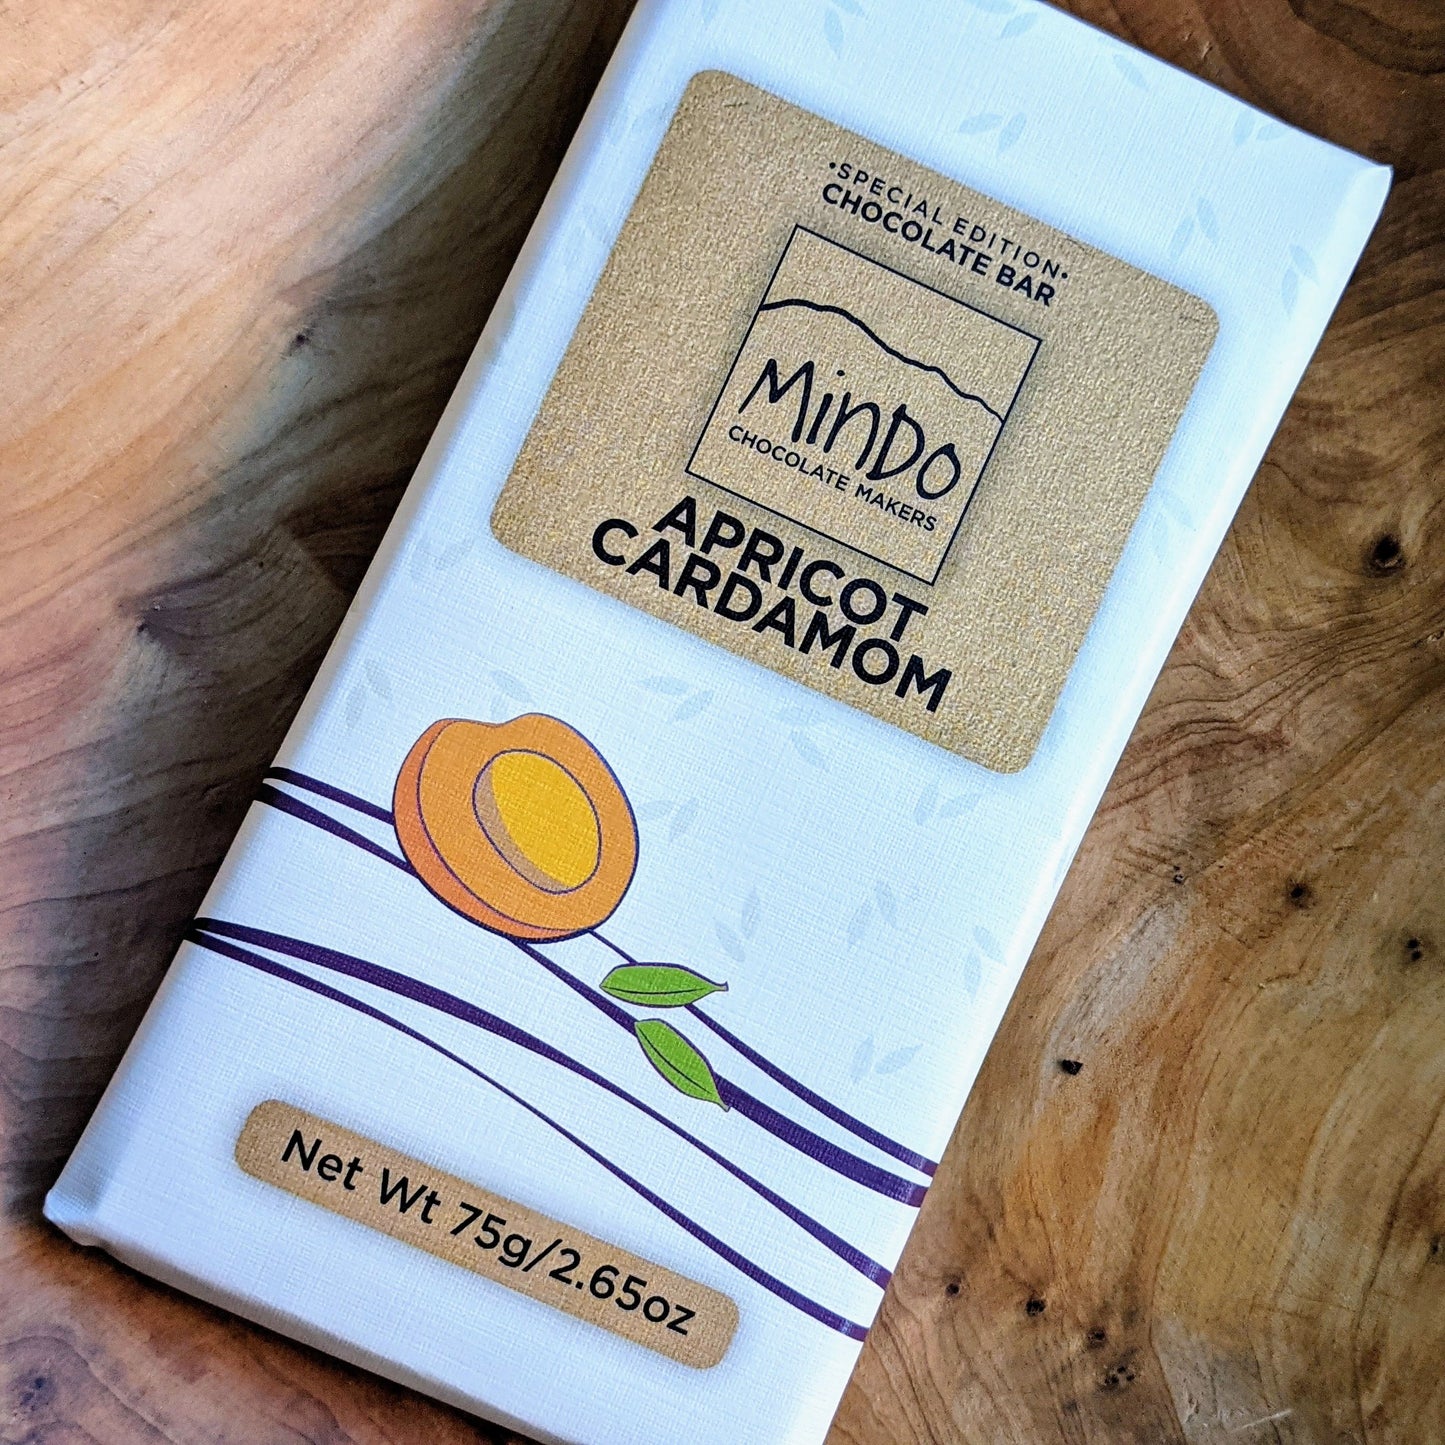 •SPECIAL EDITION•
CHOCOLATE BAR
MinDO
CHOCOLATE MAKERS
APRICOT
CARDAMOM
Net Wt 75g/2.65oz